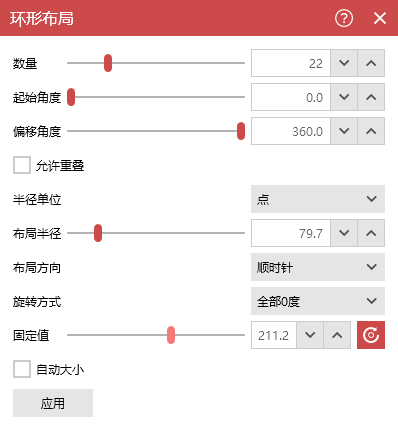 环形布局
数量 22
起始角度 0.0
偏移角度 360.0
允许重叠
半径单位 点
布局半径 79.7
布局方向 顺时针
旋转方式 全部0度
固定值 211.2
自动大小
应用